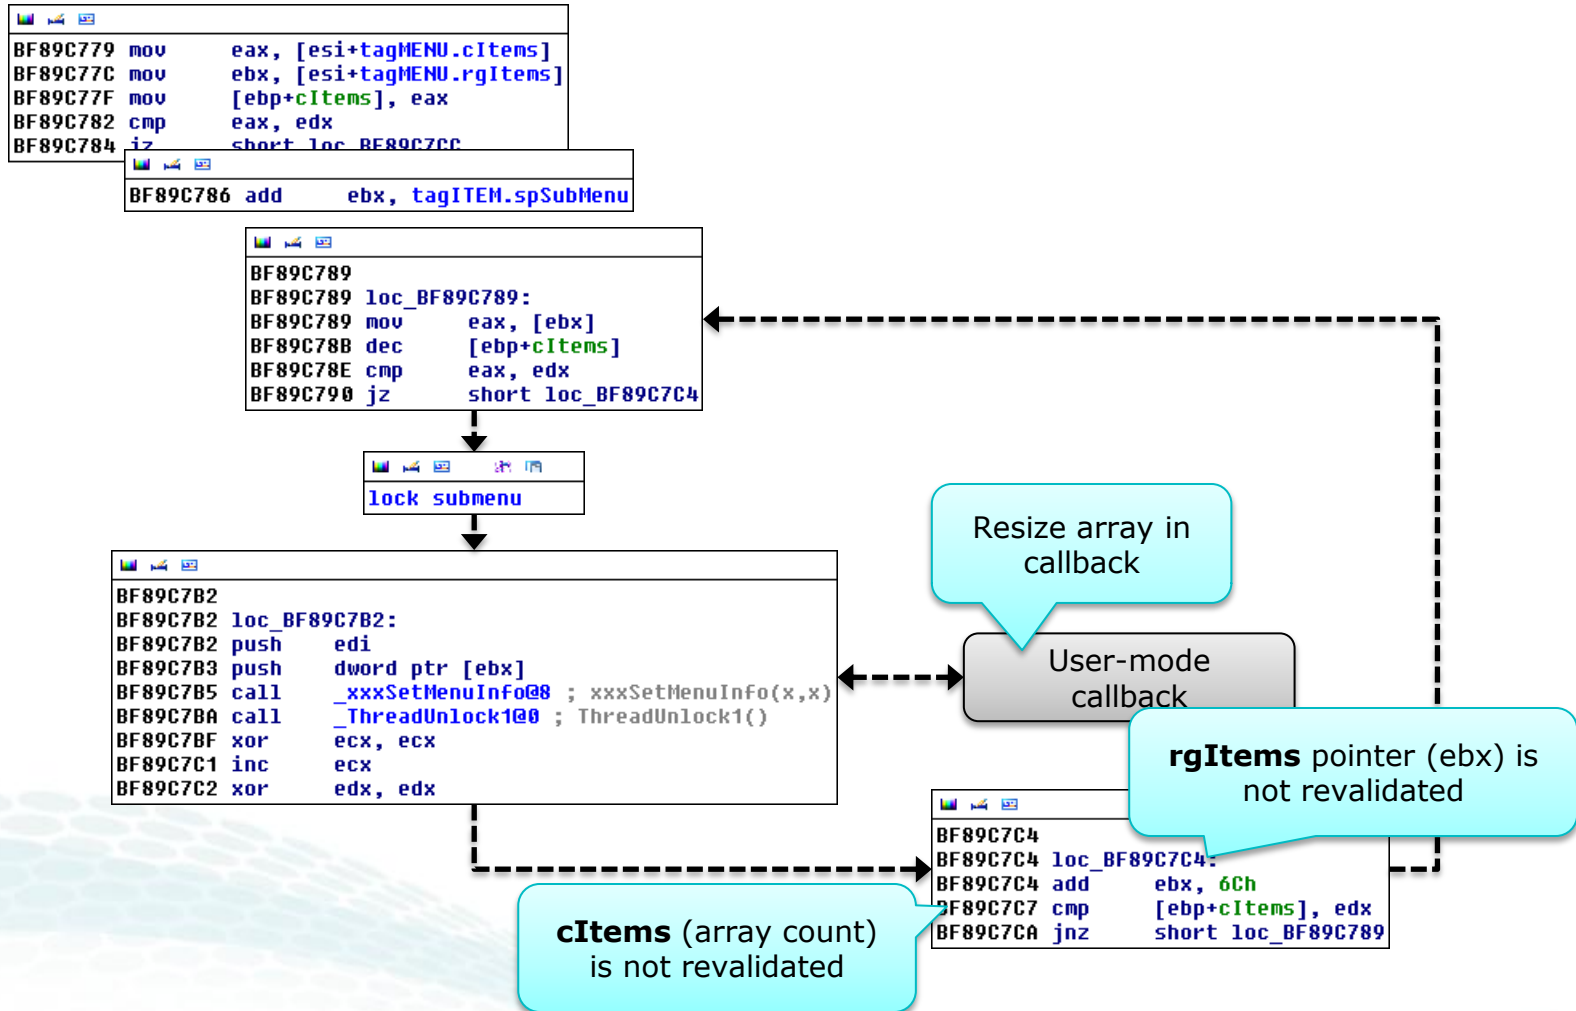 BF89C779 mov eax, [esi+tagMENU.cItems]
BF89C77C mov ebx, [esi+tagMENU.rgItems]
BF89C77F mov [ebp+cItems], eax
BF89C782 cmp eax, edx
BF89C784 jz short loc_BF89C7CC
BF89C786 add ebx, tagITEM.spSubMenu
BF89C789
BF89C789 loc_BF89C789:
BF89C789 mov eax, [ebx]
BF89C78B dec [ebp+cItems]
BF89C78E cmp eax, edx
BF89C790 jz short loc_BF89C7C4
lock submenu
Resize array in
callback
User-mode
callback
BF89C7B2
BF89C7B2 loc_BF89C7B2:
BF89C7B2 push edi
BF89C7B3 push dword ptr [ebx]
BF89C7B5 call _xxxSetMenuInfo@8 ; xxxSetMenuInfo(x,x)
BF89C7BA call _ThreadUnlock1@0 ; ThreadUnlock1()
BF89C7BF xor ecx, ecx
BF89C7C1 inc ecx
BF89C7C2 xor edx, edx
rgItems pointer (ebx) is
not revalidated
BF89C7C4
BF89C7C4 loc_BF89C7C4:
BF89C7C4 add ebx, 6Ch
BF89C7C7 cmp [ebp+cItems], edx
BF89C7CA jnz short loc_BF89C789
cItems (array count)
is not revalidated